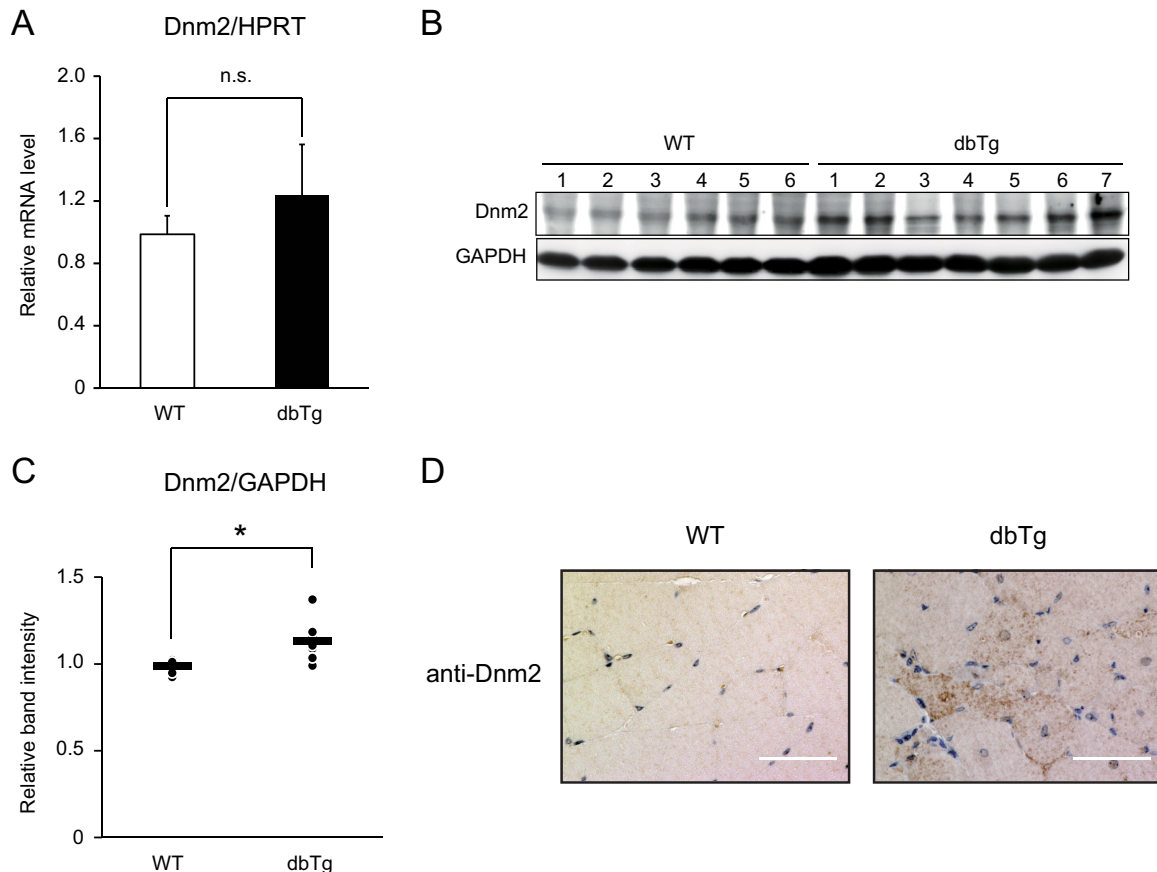 A
Dnm2/HPRT
n.s.
Relative mRNA level
2.0
1.6
1.2
0.8
0.4
0
WT
dbTg
B
WT
dbTg
1 2 3 4 5 6 1 2 3 4 5 6 7
Dnm2
GAPDH
C
Dnm2/GAPDH
*
Relative band intensity
1.5
1.0
0.5
0
WT
dbTg
D
WT
dbTg
anti-Dnm2